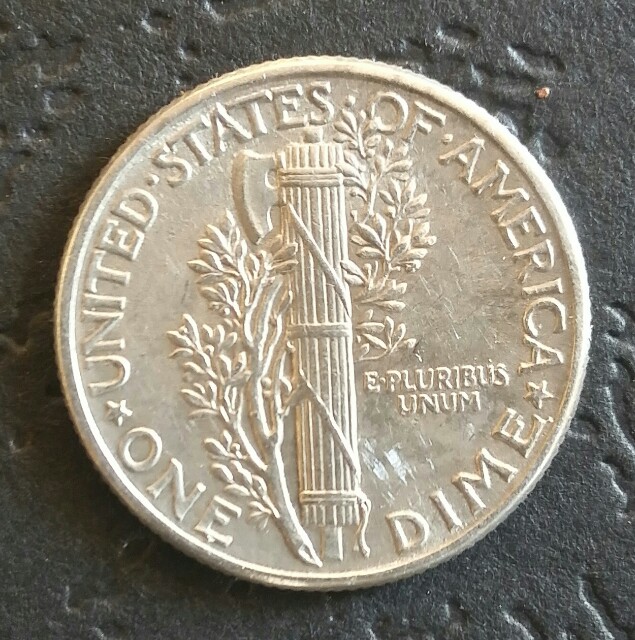 UNITED·STATES·OF·AMERICA
E·PLURIBUS
UNUM
ONE DIME